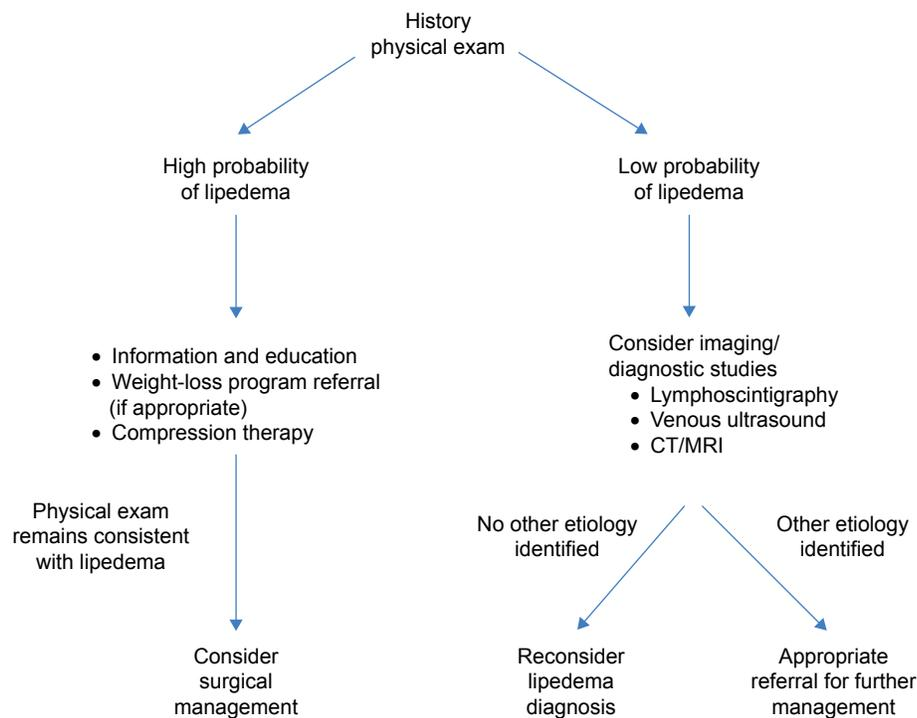 History
physical exam
High probability
of lipedema
Low probability
of lipedema
• Information and education
• Weight-loss program referral
(if appropriate)
• Compression therapy
Consider imaging/
diagnostic studies
• Lymphoscintigraphy
• Venous ultrasound
• CT/MRI
Physical exam
remains consistent
with lipedema
No other etiology
identified
Other etiology
identified
Consider
surgical
management
Reconsider
lipedema
diagnosis
Appropriate
referral for further
management